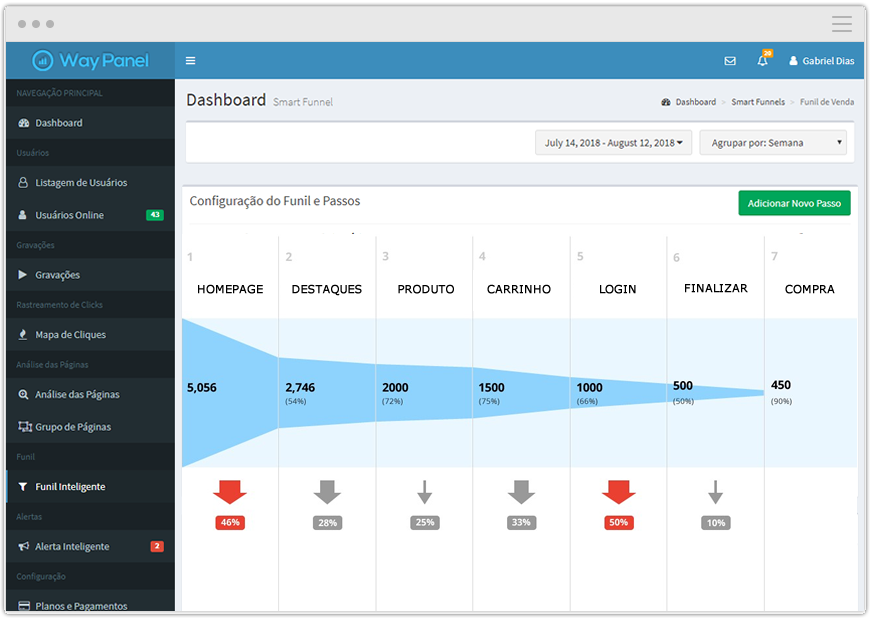 Way Panel
28
Gabriel Dias
NAVEGAÇÃO PRINCIPAL
Dashboard
Usuários
Listagem de Usuários
Usuários Online 43
Gravações
Gravações
Rastreamento de Clicks
Mapa de Cliques
Análise das Páginas
Análise das Páginas
Grupo de Páginas
Funil
Funil Inteligente
Alertas
Alerta Inteligente 2
Configuração
Planos e Pagamentos
Dashboard Smart Funnel
Dashboard > Smart Funnels > Funil de Venda
July 14, 2018 - August 12, 2018
Agrupar por: Semana
Configuração do Funil e Passos
Adicionar Novo Passo
1 2 3 4 5 6 7
HOMEPAGE DESTAQUES PRODUTO CARRINHO LOGIN FINALIZAR COMPRA
5,056 2,746 2000 1500 1000 500 450
(54%) (72%) (75%) (66%) (50%) (90%)
46% 28% 25% 33% 50% 10%